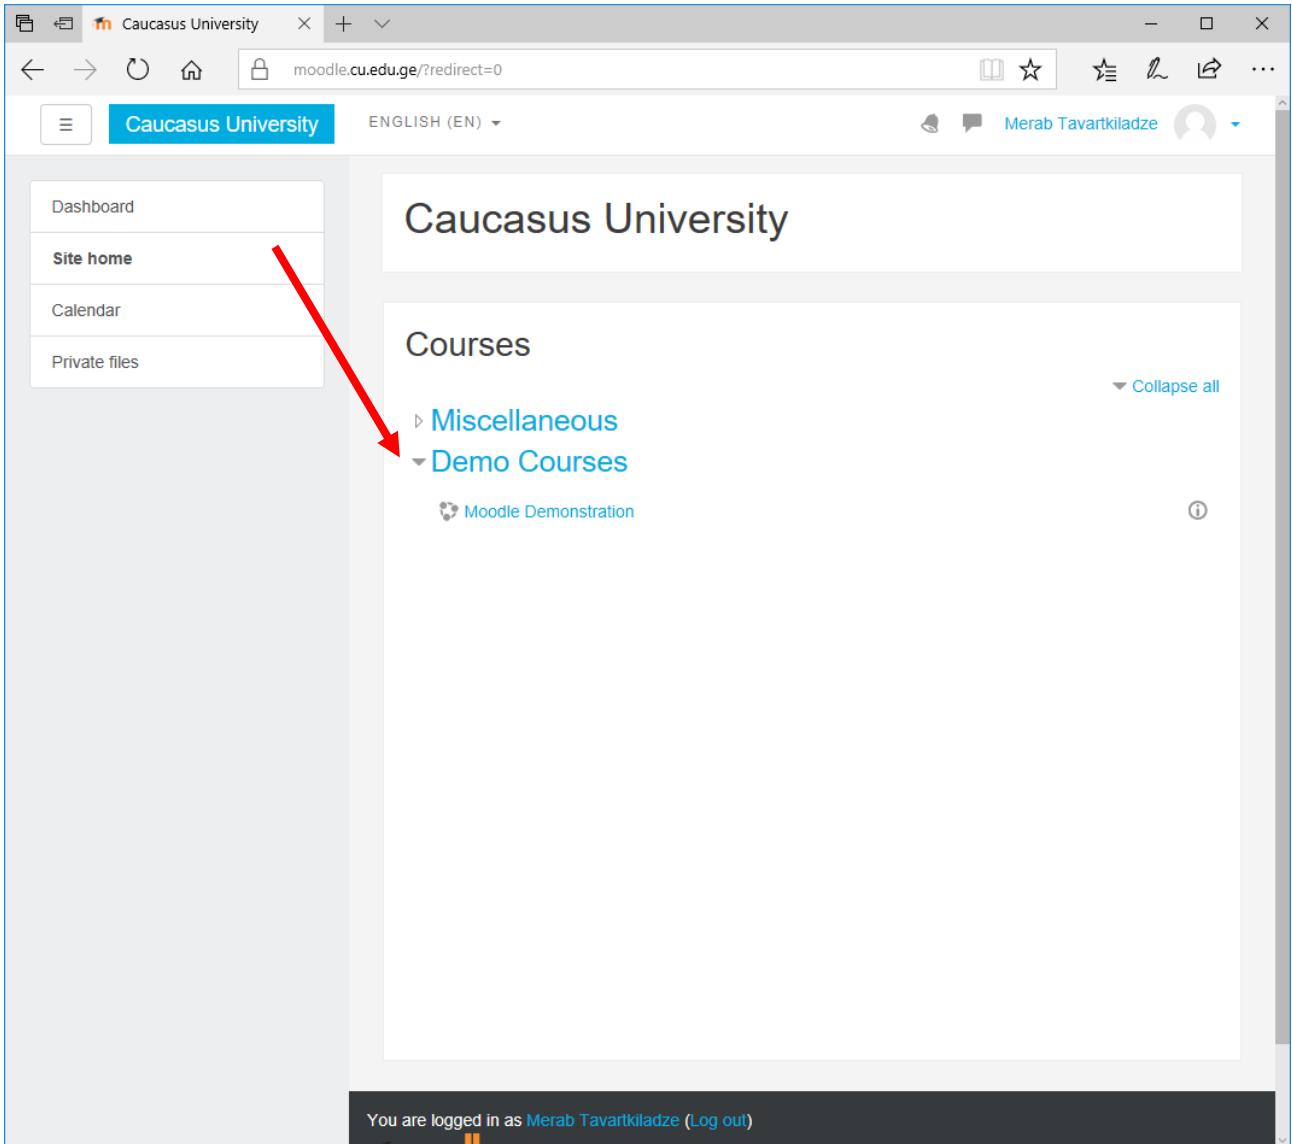 Caucasus University
moodle.cu.edu.ge/?redirect=0
Caucasus University
ENGLISH (EN)
Merab Tavartkiladze
Dashboard
Site home
Calendar
Private files
Caucasus University
Courses
Collapse all
Miscellaneous
Demo Courses
Moodle Demonstration
You are logged in as Merab Tavartkiladze (Log out)